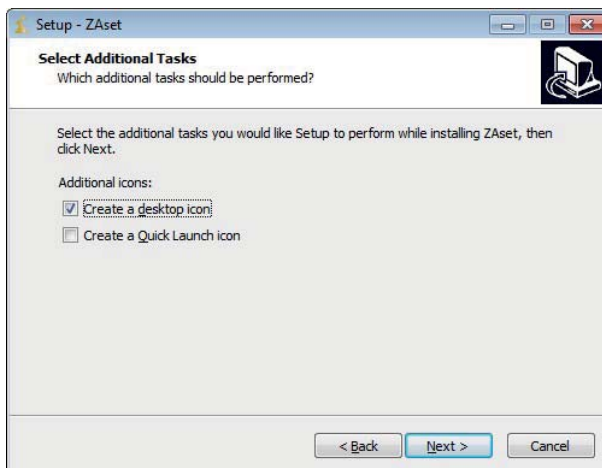 Setup - ZAset
Select Additional Tasks
Which additional tasks should be performed?
Select the additional tasks you would like Setup to perform while installing ZAset, then
click Next.
Additional icons:
Create a desktop icon
Create a Quick Launch icon
< Back Next > Cancel